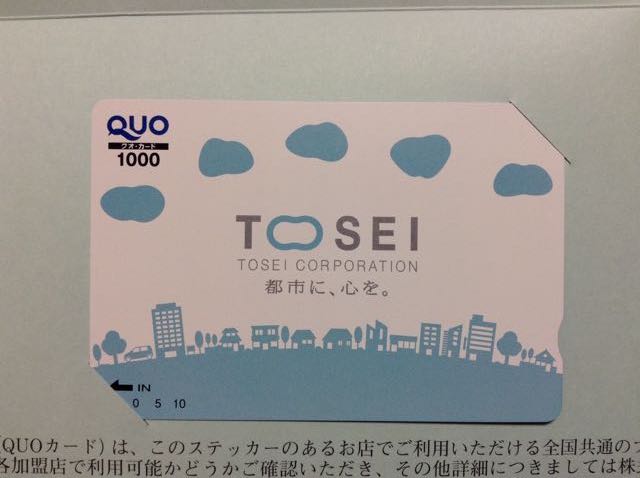 QUO
クオ・カード
1000
TOSEI
TOSEI CORPORATION
都市に、心を。
IN
0 5 10
(QUOカード)は、このステッカーのあるお店でご利用いただける全国共通の
各加盟店で利用可能かどうかご確認いただき、その他詳細につきましては株